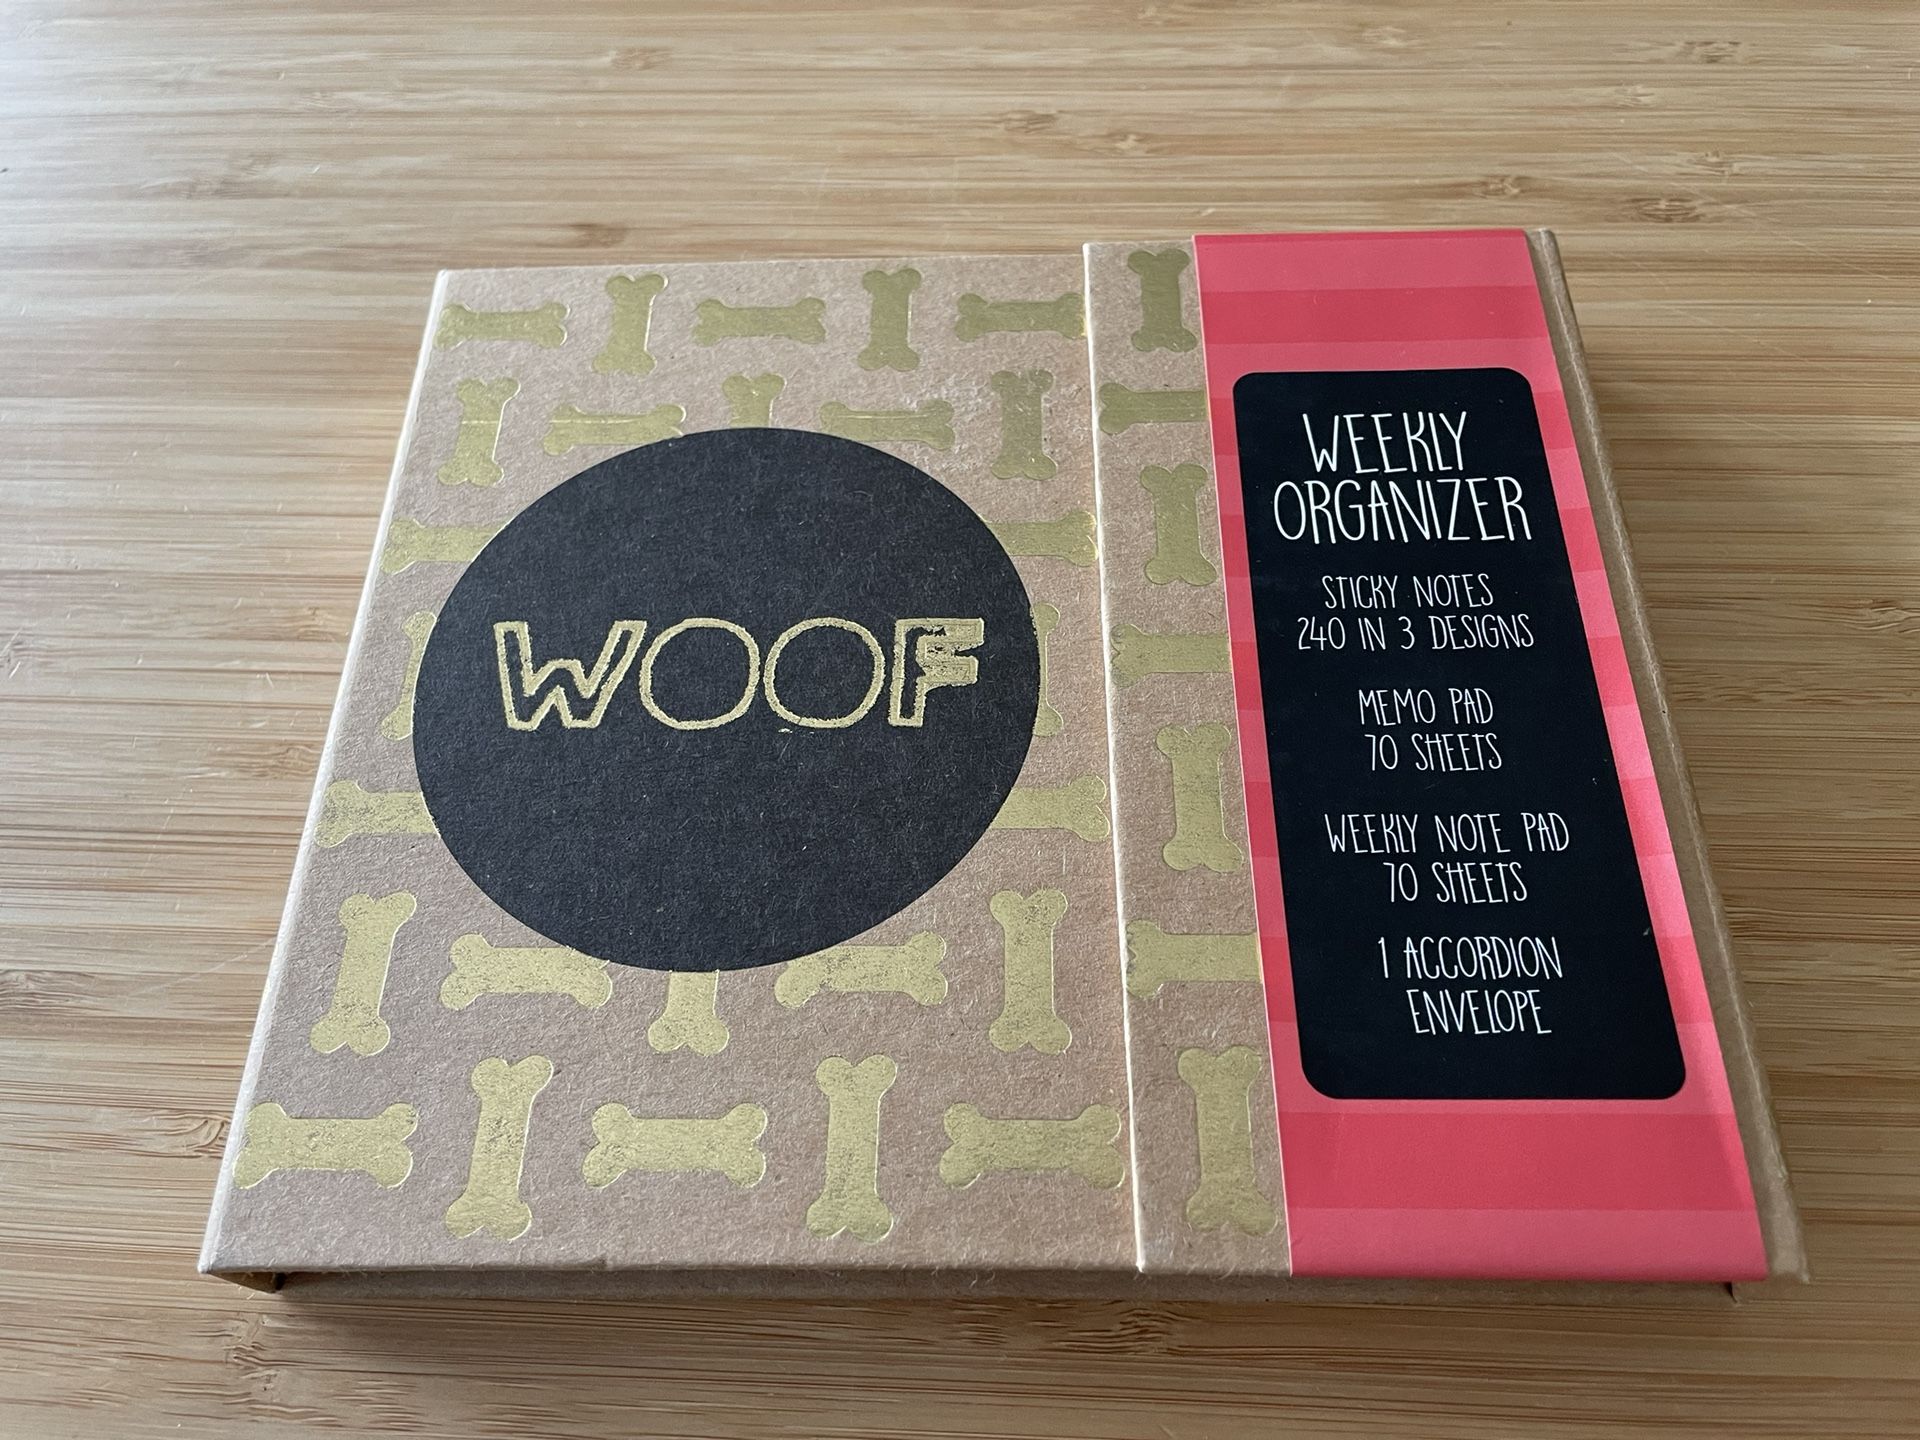 WOOF
WEEKLY
ORGANIZER
STICKY NOTES
240 IN 3 DESIGNS
MEMO PAD
70 SHEETS
WEEKLY NOTE PAD
70 SHEETS
1 ACCORDION
ENVELOPE